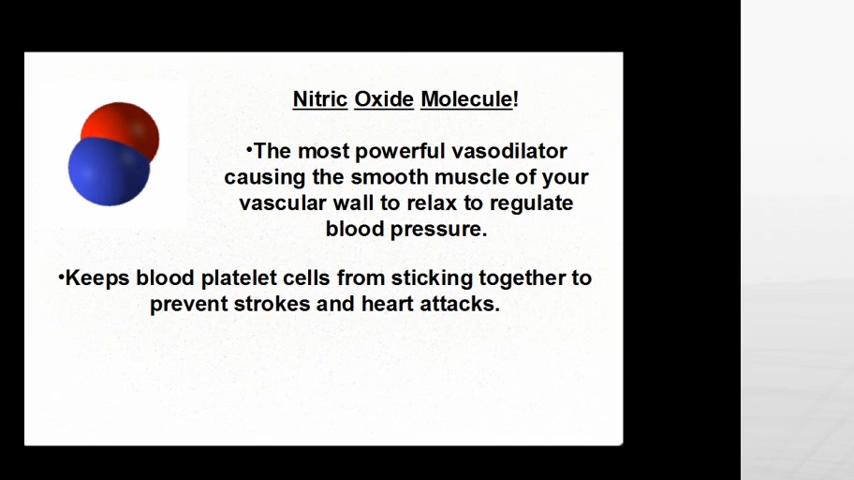 Nitric Oxide Molecule!
•The most powerful vasodilator
causing the smooth muscle of your
vascular wall to relax to regulate
blood pressure.
•Keeps blood platelet cells from sticking together to
prevent strokes and heart attacks.